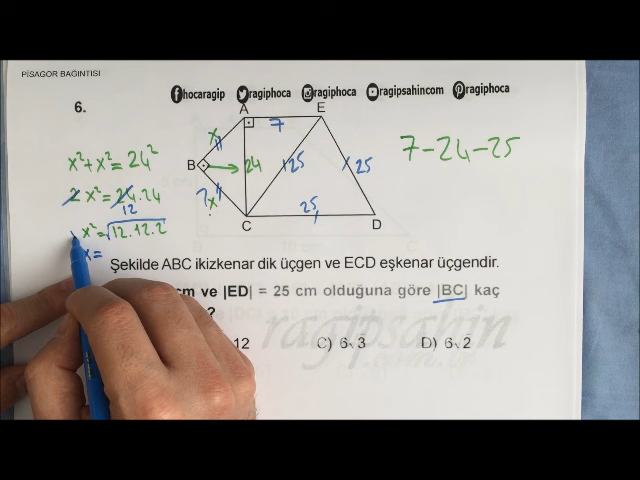 PİSAGOR BAĞINTISI
hocaragip @ragiphoca @ragiphoca @ragipsahincom @ragiphoca
6.
A E
7
7-24-25
x
x²+x²=24²
B 24 25 25
2x²=24.24
12
? x
25
x²=√12.12.2
C D
x=
Şekilde ABC ikizkenar dik üçgen ve ECD eşkenar üçgendir.
cm ve |ED| = 25 cm olduğuna göre |BC| kaç
?
ragipsahin
12 C) 6√3 D) 6√2